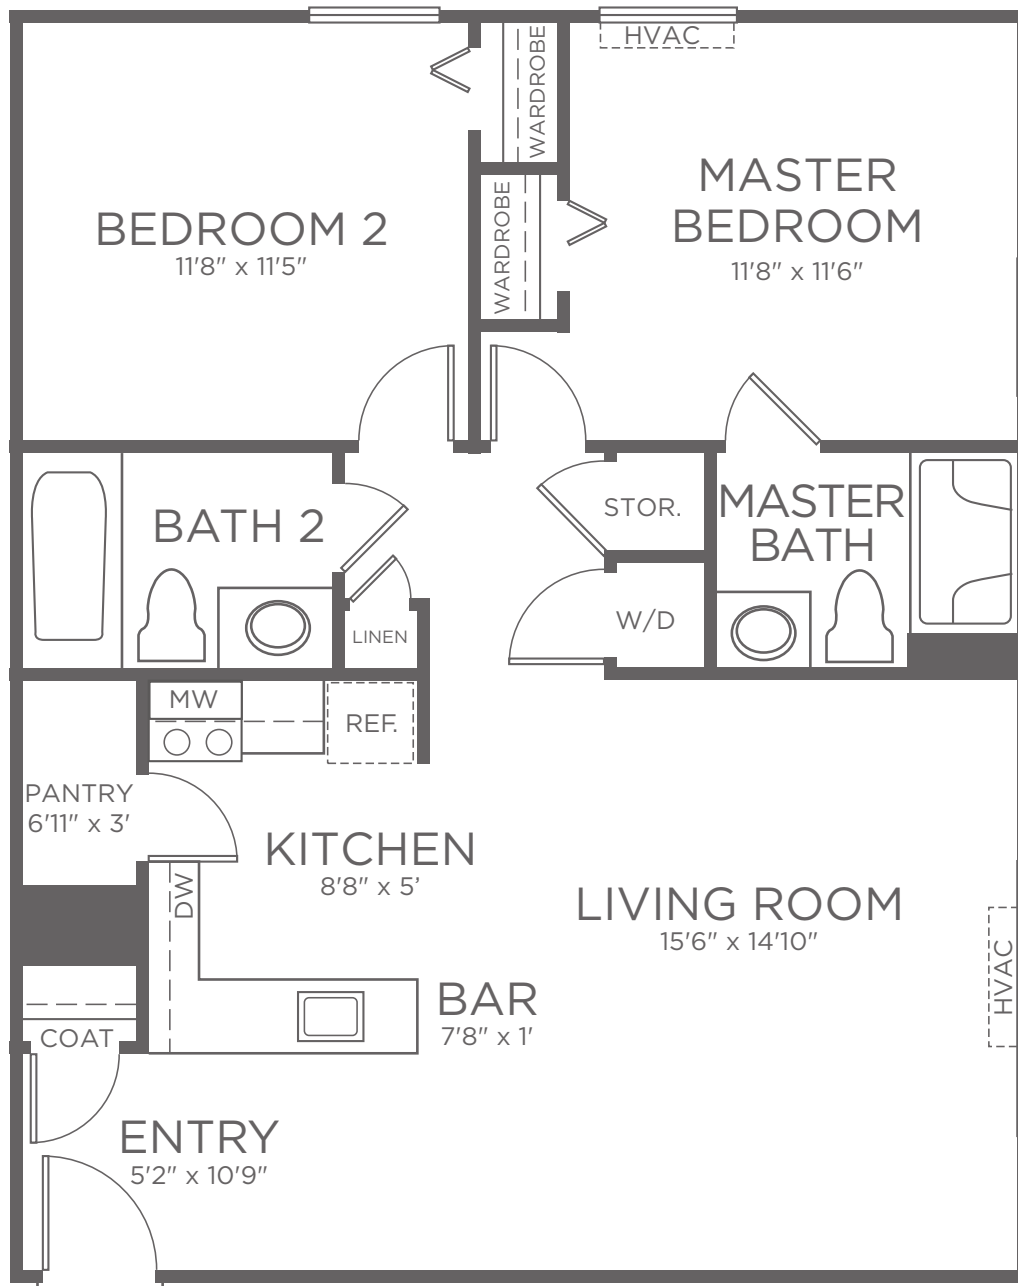 HVAC
WARDROBE
WARDROBE
MASTER
BEDROOM
11'8" x 11'6"
BEDROOM 2
11'8" x 11'5"
STOR.
MASTER
BATH
BATH 2
W/D
LINEN
MW
REF.
PANTRY
6'11" x 3'
KITCHEN
8'8" x 5’
DW
LIVING ROOM
15'6" x 14'10"
HVAC
BAR
7'8" x 1'
COAT
ENTRY
5'2" x 10'9"